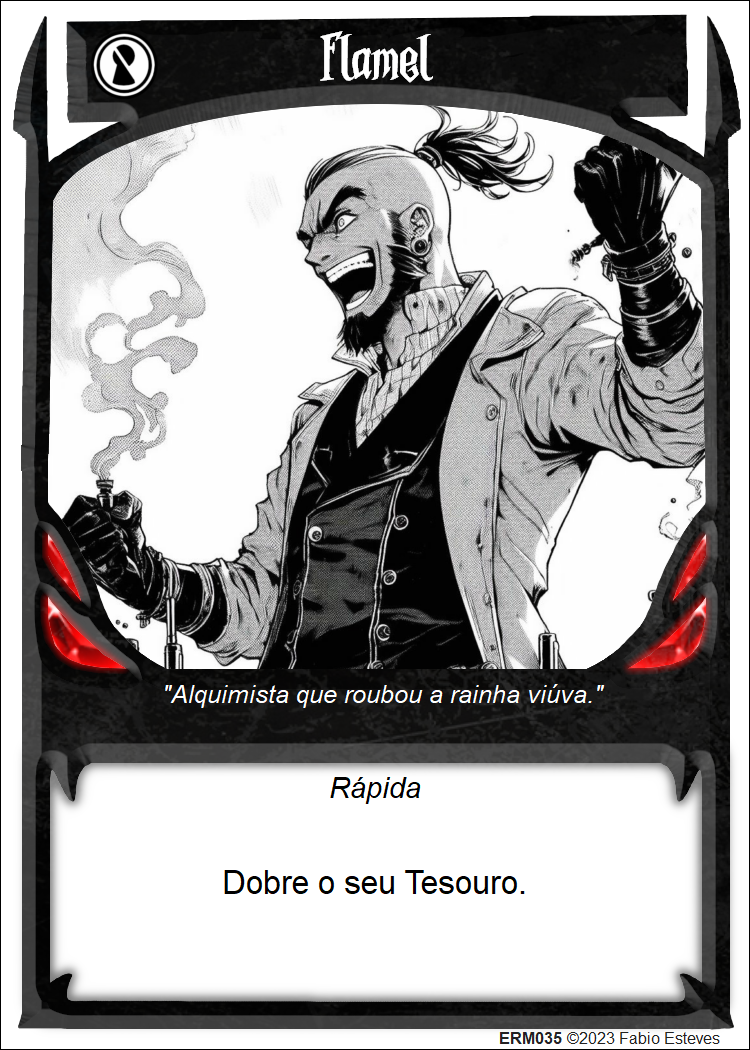 Flamel
"Alquimista que roubou a rainha viúva."
Rápida
Dobre o seu Tesouro.
ERM035 ©2023 Fabio Esteves